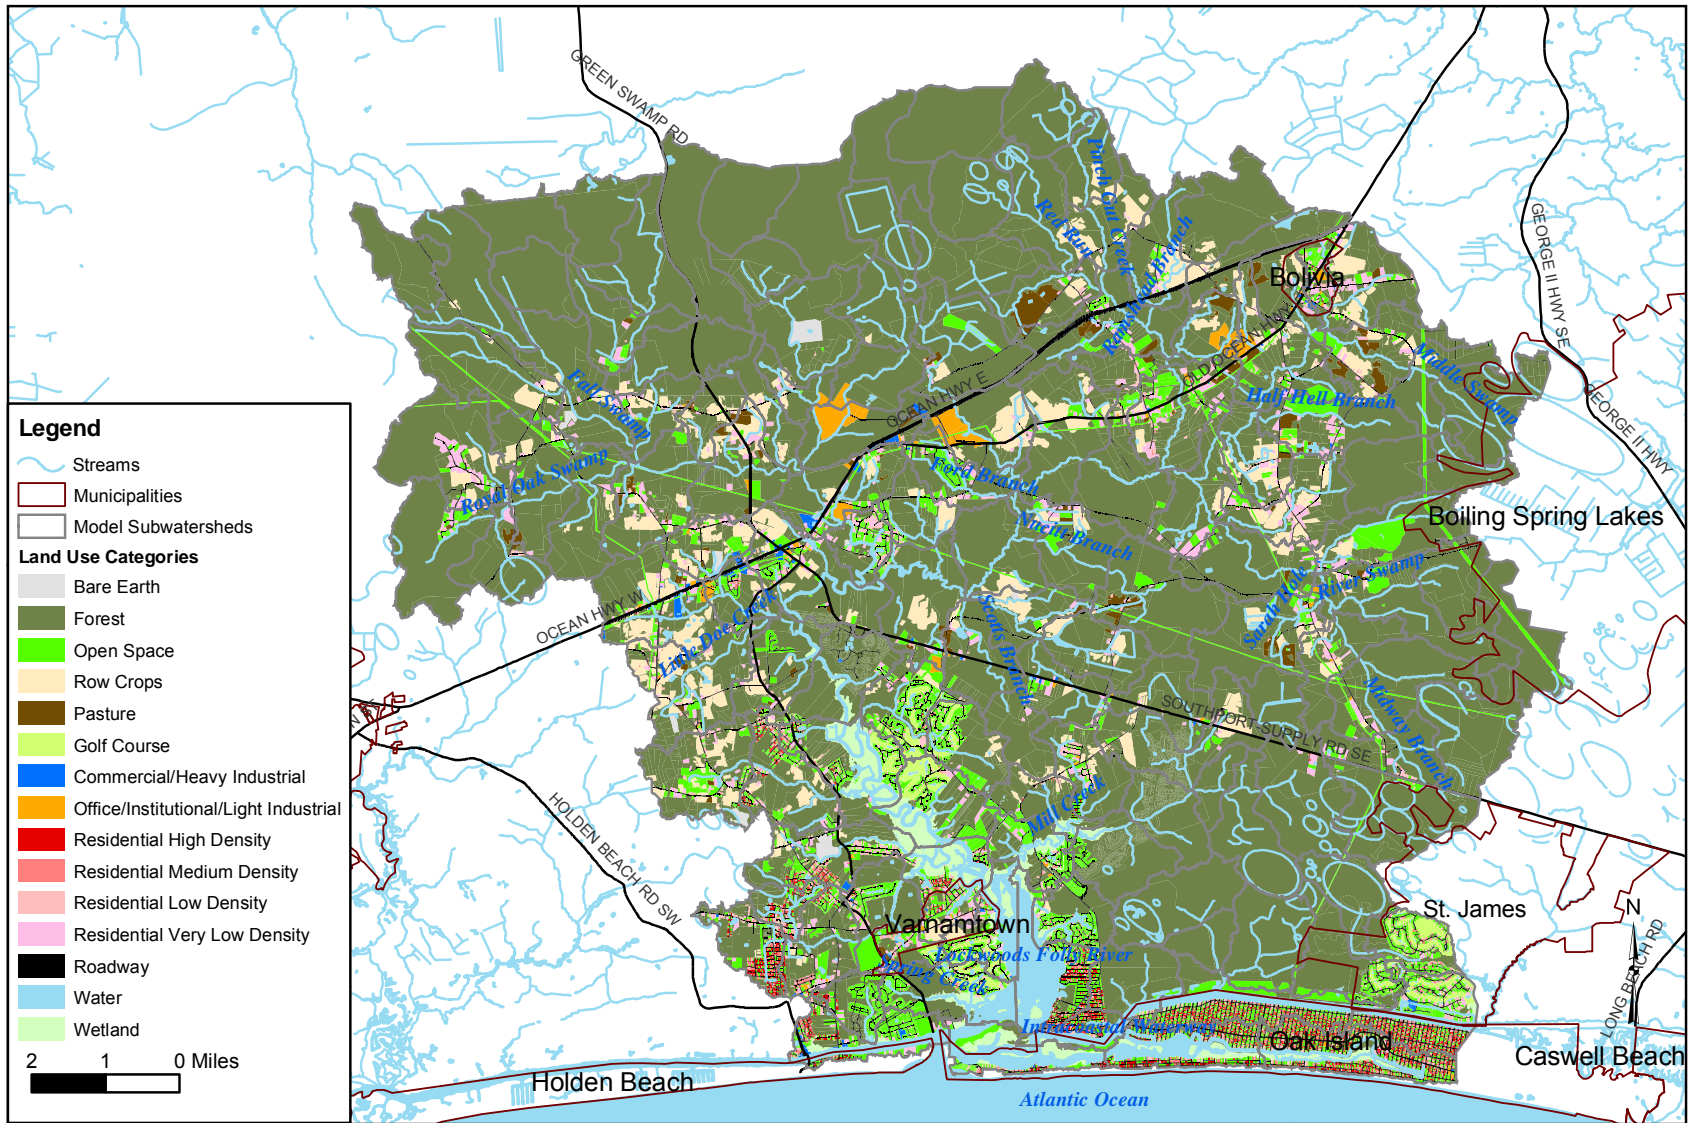 GREEN SWAMP RD
GEORGE II HWY SE
GEORGE II HWY
Pinch Gut Creek
Red Run
Ramshead Branch
Bolivia
OLD OCEAN HWY
OCEAN HWY E
Middle Swamp
Half Hell Branch
Fall Swamp
Royal Oak Swamp
Ford Branch
Boiling Spring Lakes
River Swamp
Sarah Hole
Scotts Branch
OCEAN HWY W
Little Doe Creek
SOUTHPORT-SUPPLY RD SE
Midway Branch
Mill Creek
HOLDEN BEACH RD SW
St. James
N
LONG BEACH RD
Varnamtown
Lockwoods Folly River
Spring Creek
Intracoastal Waterway
Oak Island
Caswell Beach
Holden Beach
Atlantic Ocean
Legend
Streams
Municipalities
Model Subwatersheds
Land Use Categories
Bare Earth
Forest
Open Space
Row Crops
Pasture
Golf Course
Commercial/Heavy Industrial
Office/Institutional/Light Industrial
Residential High Density
Residential Medium Density
Residential Low Density
Residential Very Low Density
Roadway
Water
Wetland
2 1 0 Miles